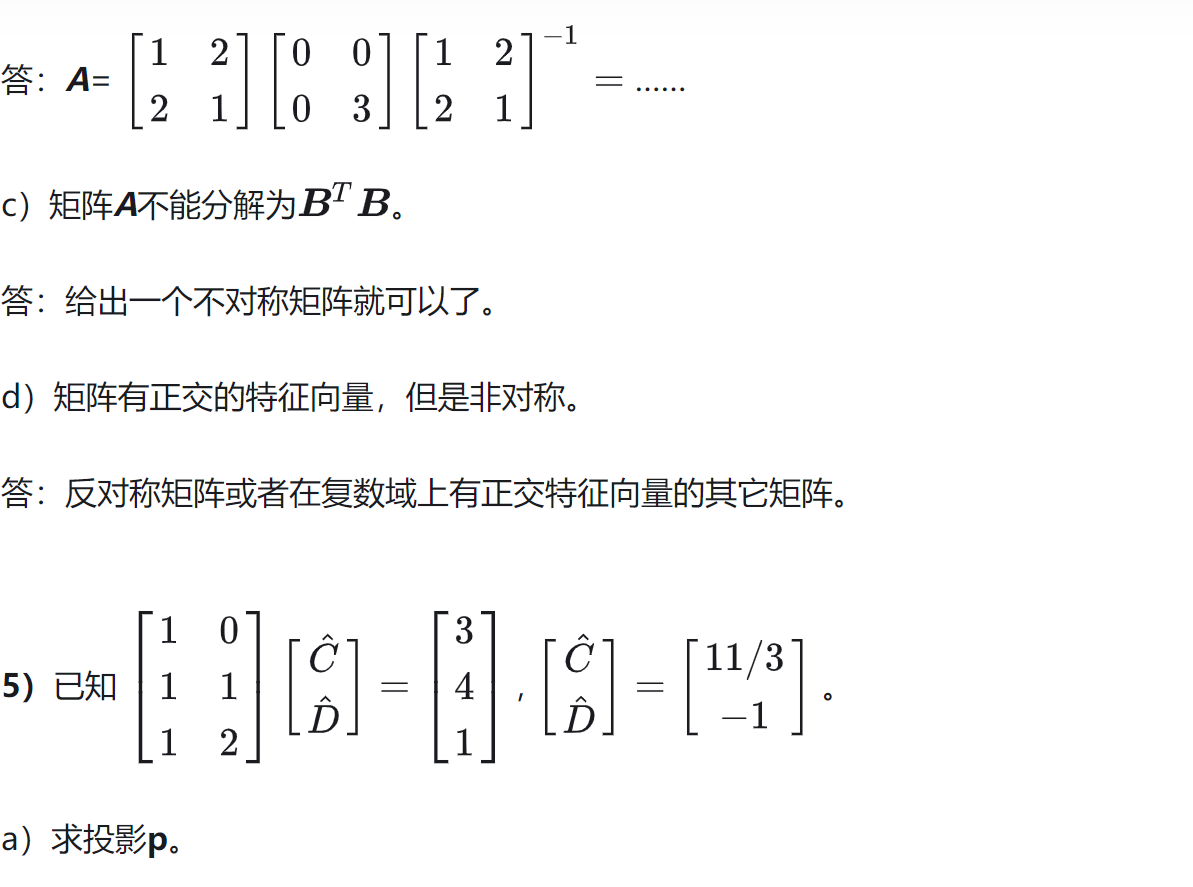 答：A= $\begin{bmatrix} 1 & 2 \\ 2 & 1 \end{bmatrix} \begin{bmatrix} 0 & 0 \\ 0 & 3 \end{bmatrix} \begin{bmatrix} 1 & 2 \\ 2 & 1 \end{bmatrix}^{-1} = ......$
c）矩阵A不能分解为$B^T B$。
答：给出一个不对称矩阵就可以了。
d）矩阵有正交的特征向量，但是非对称。
答：反对称矩阵或者在复数域上有正交特征向量的其它矩阵。
5）已知 $\begin{bmatrix} 1 & 0 \\ 1 & 1 \\ 1 & 2 \end{bmatrix} \begin{bmatrix} \hat{C} \\ \hat{D} \end{bmatrix} = \begin{bmatrix} 3 \\ 4 \\ 1 \end{bmatrix}$，$\begin{bmatrix} \hat{C} \\ \hat{D} \end{bmatrix} = \begin{bmatrix} 11/3 \\ -1 \end{bmatrix}$。
a）求投影p。